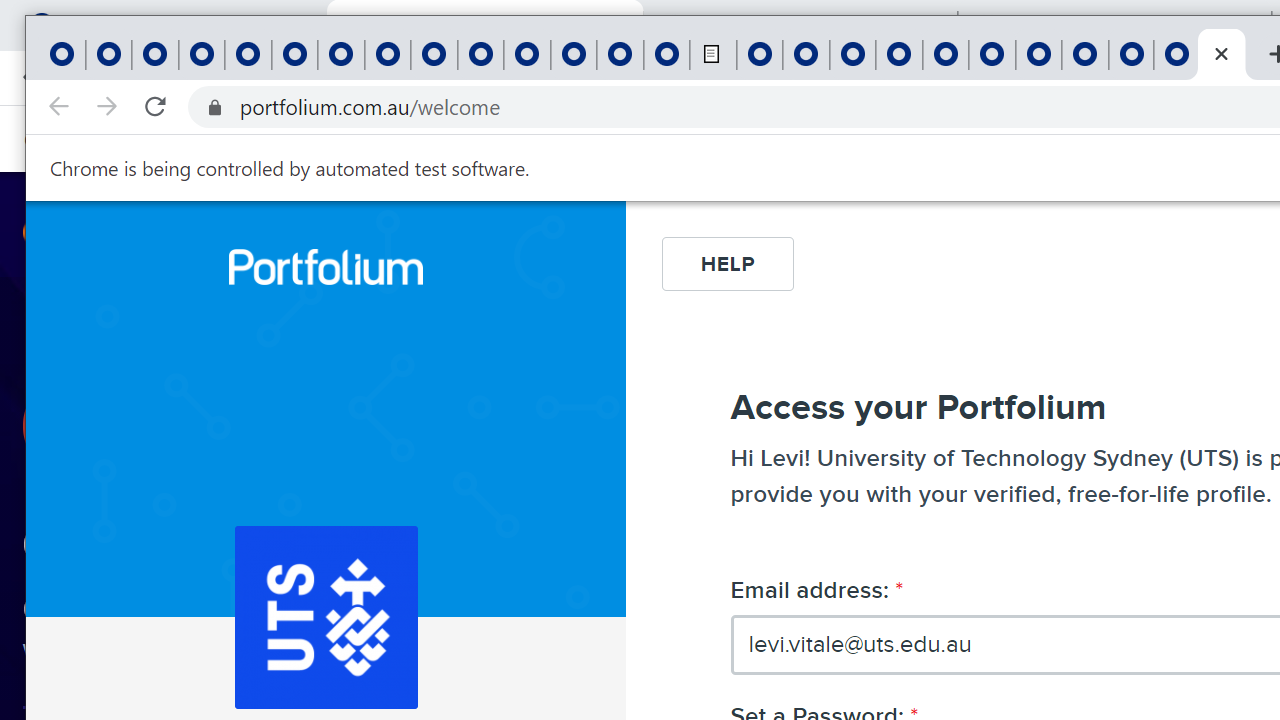 portfolium.com.au/welcome
Chrome is being controlled by automated test software.
Portfolium
HELP
Access your Portfolium
Hi Levi! University of Technology Sydney (UTS) is p
provide you with your verified, free-for-life profile.
UTS
Email address: *
levi.vitale@uts.edu.au
Set a Password: *